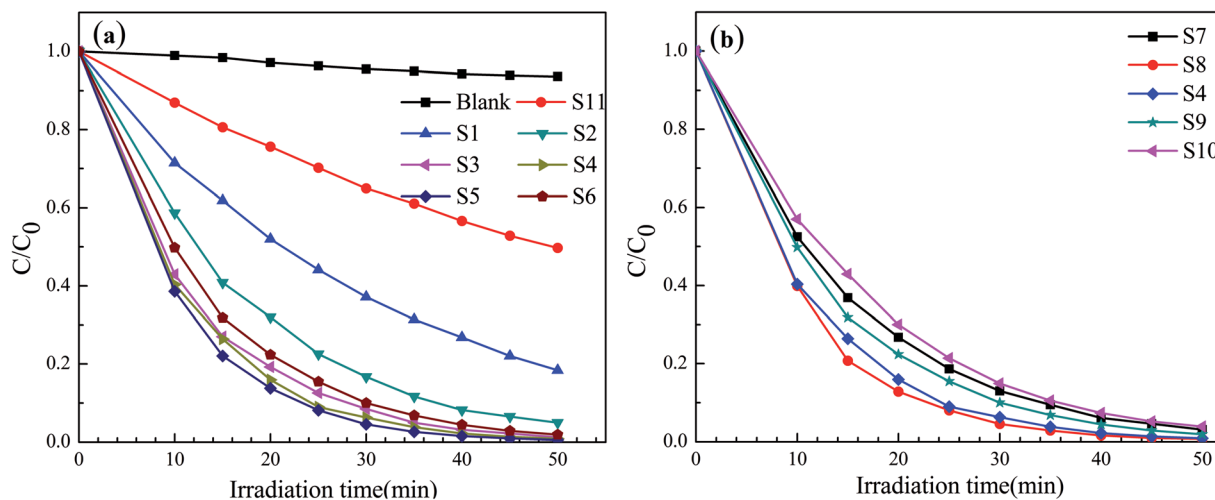 (a)
1.0
0.8
0.6
0.4
0.2
0.0
C/C0
Blank S11
S1 S2
S3 S4
S5 S6
0 10 20 30 40 50
Irradiation time(min)
(b)
1.0
0.8
0.6
0.4
0.2
0.0
C/C0
S7
S8
S4
S9
S10
0 10 20 30 40 50
Irradiation time(min)